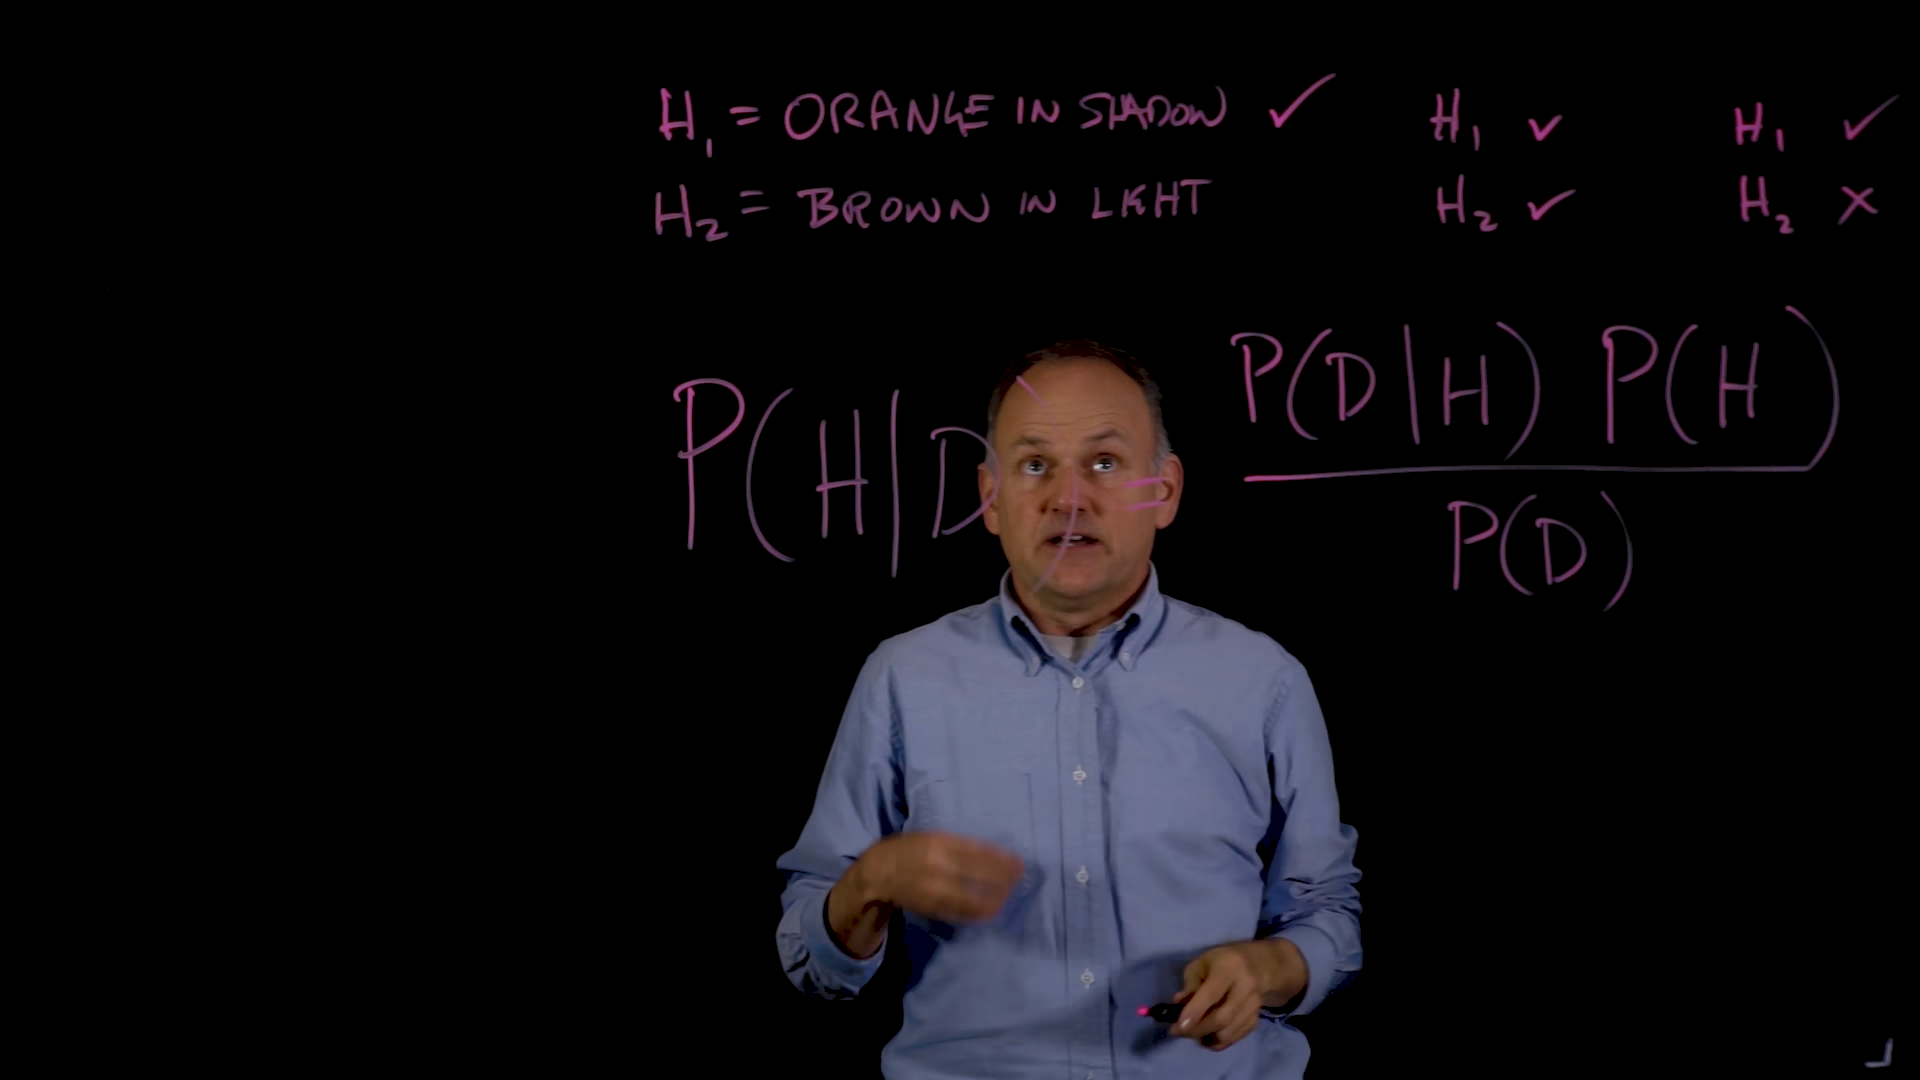 H₁ = ORANGE IN SHADOW ✓ H₁ ✓ H₁ ✓
H₂ = BROWN IN LIGHT H₂ ✓ H₂ ✗
P(H|D) = P(D|H) P(H)
P(D)